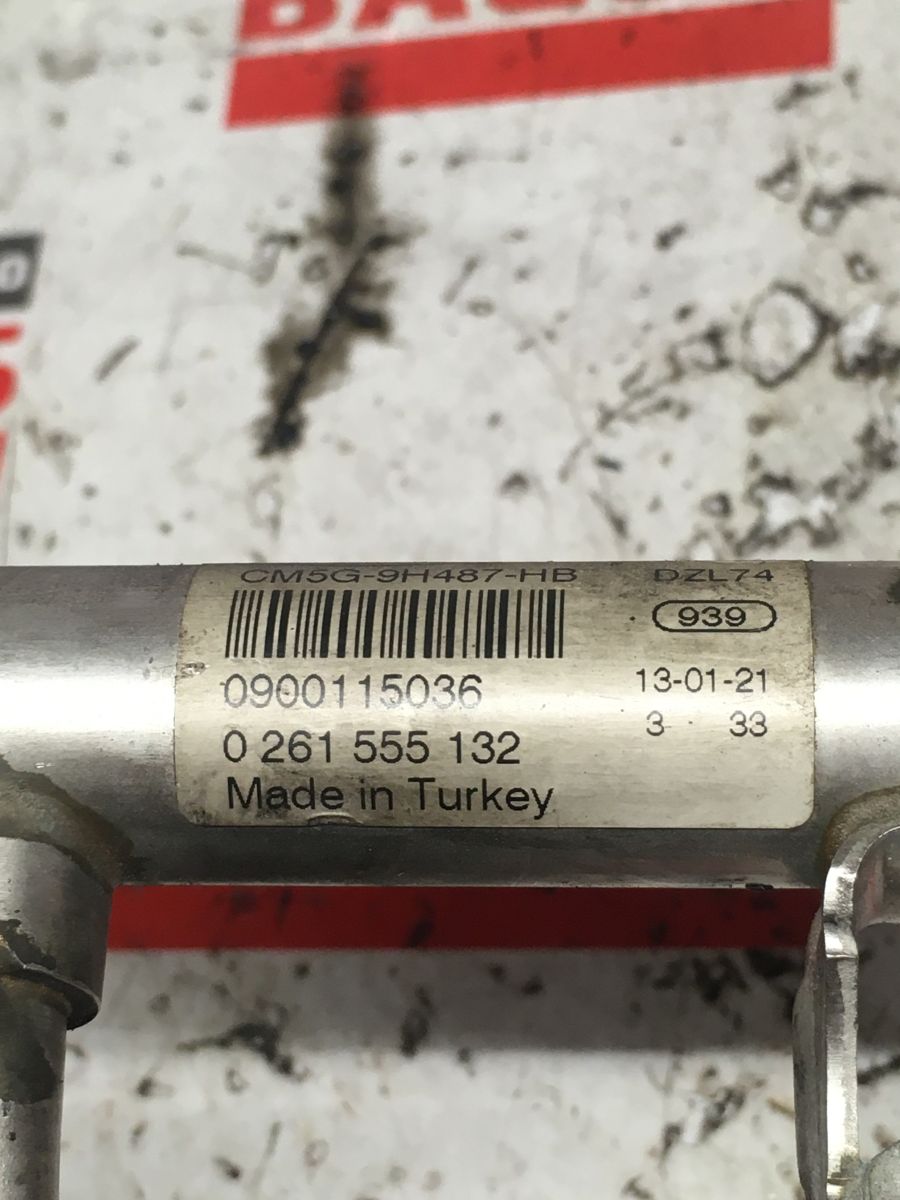 CM5G-9H487-HB DZL74
939
0900115036 13-01-21
3 33
0 261 555 132
Made in Turkey